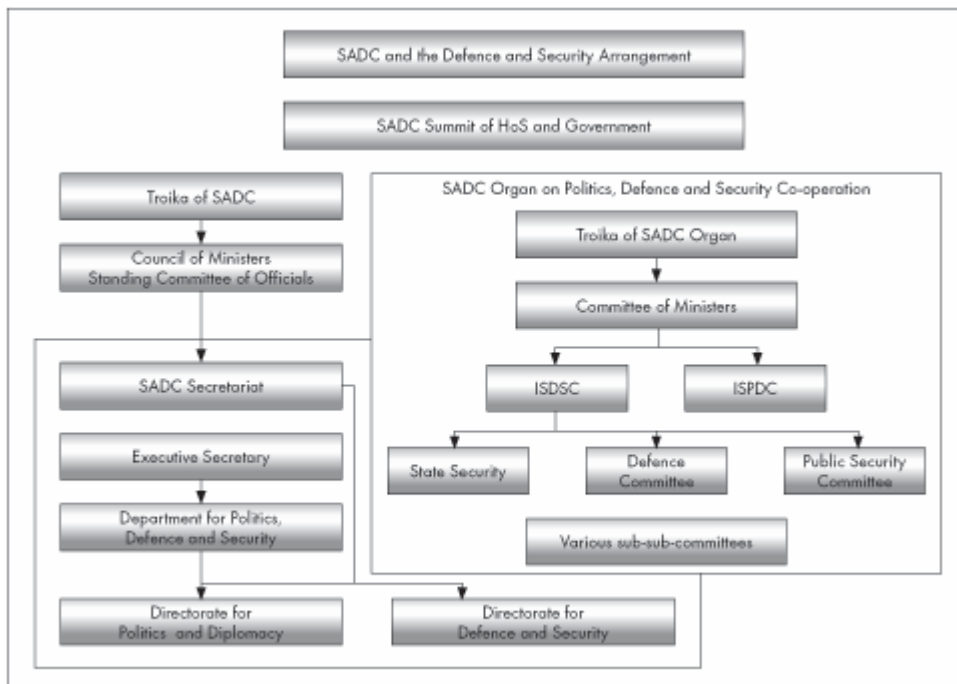 SADC and the Defence and Security Arrangement
SADC Summit of HoS and Government
Troika of SADC
Council of Ministers
Standing Committee of Officials
SADC Secretariat
Executive Secretary
Department for Politics,
Defence and Security
Directorate for
Politics and Diplomacy
Directorate for
Defence and Security
SADC Organ on Politics, Defence and Security Co-operation
Troika of SADC Organ
Committee of Ministers
ISDSC
ISPDC
State Security
Defence
Committee
Public Security
Committee
Various sub-sub-committees